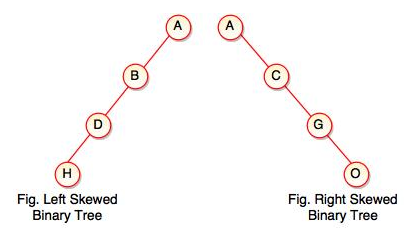 A
B
D
H
Fig. Left Skewed
Binary Tree
A
C
G
O
Fig. Right Skewed
Binary Tree